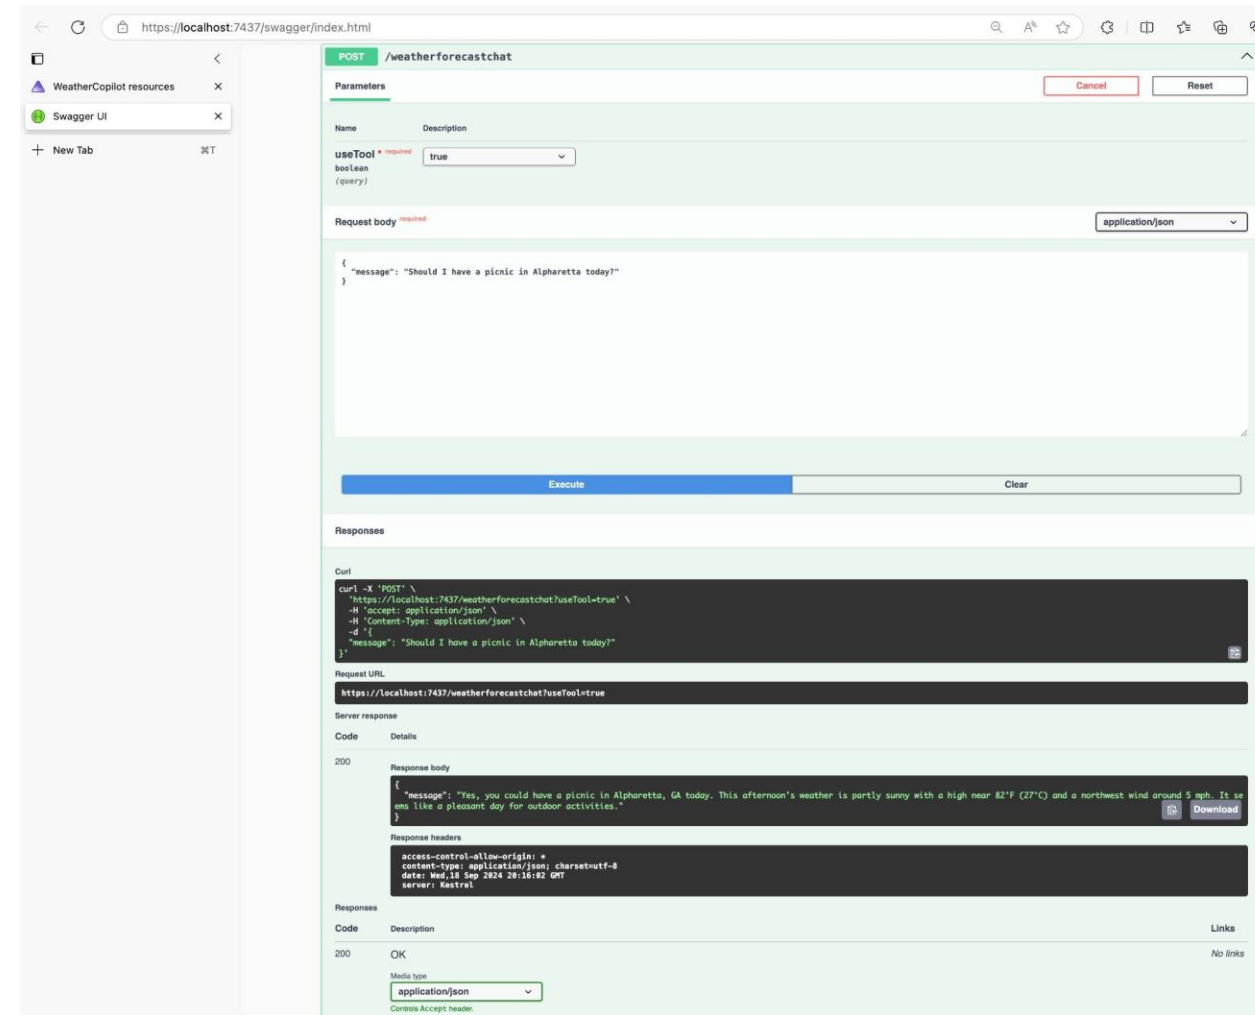 https://localhost:7437/swagger/index.html
WeatherCopilot resources
Swagger UI
New Tab ⌘T
POST /weatherforecastchat
Parameters
Cancel
Reset
Name Description
useTool * required
boolean
(query)
true
Request body required
application/json
{
"message": "Should I have a picnic in Alpharetta today?"
}
Execute
Clear
Responses
Curl
curl -X 'POST' \
'https://localhost:7437/weatherforecastchat?useTool=true' \
-H 'accept: application/json' \
-H 'Content-Type: application/json' \
-d '{
"message": "Should I have a picnic in Alpharetta today?"
}'
Request URL
https://localhost:7437/weatherforecastchat?useTool=true
Server response
Code Details
200
Response body
{
"message": "Yes, you could have a picnic in Alpharetta, GA today. This afternoon's weather is partly sunny with a high near 82°F (27°C) and a northwest wind around 5 mph. It se
ems like a pleasant day for outdoor activities."
}
Download
Response headers
access-control-allow-origin: *
content-type: application/json; charset=utf-8
date: Wed,18 Sep 2024 20:16:02 GMT
server: Kestrel
Responses
Code Description Links
200 OK No links
Media type
application/json
Controls Accept header.